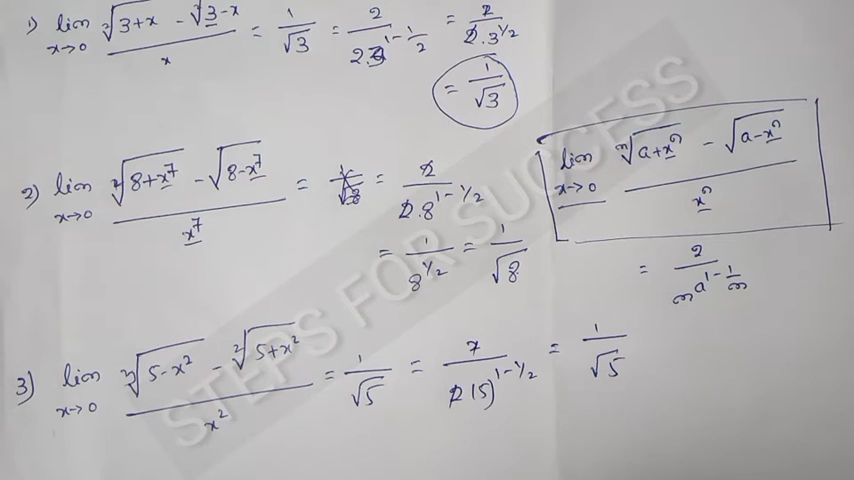 1) lim x→0 (²√(3+x) − ²√(3-x)) / x = 1/√3 = 2/(2.3^(1-1/2)) = 2/(2.3^(1/2))
= 1/√3
2) lim x→0 (²√(8+x⁷) − √(8-x⁷)) / x⁷ = 1/√8 = 2/(2.8^(1-1/2))
= 1/8^(1/2) = 1/√8
lim x→0 (ⁿ√(a+xⁿ) − √(a-xⁿ)) / xⁿ
= 2/(m a^(1-1/m))
3) lim x→0 (²√(5-x²) − ²√(5+x²)) / x² = 1/√5 = 2/(2(5)^(1-1/2)) = 1/√5
STEPS FOR SUCCESS